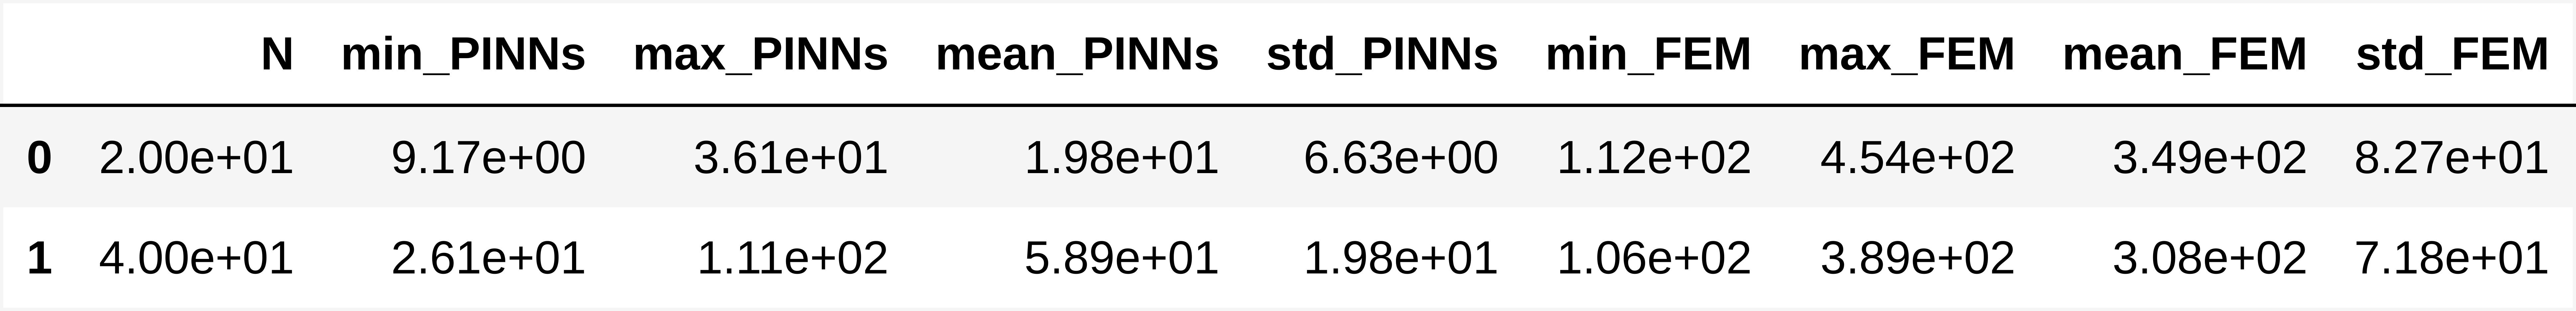 N min_PINNs max_PINNs mean_PINNs std_PINNs min_FEM max_FEM mean_FEM std_FEM
0 2.00e+01 9.17e+00 3.61e+01 1.98e+01 6.63e+00 1.12e+02 4.54e+02 3.49e+02 8.27e+01
1 4.00e+01 2.61e+01 1.11e+02 5.89e+01 1.98e+01 1.06e+02 3.89e+02 3.08e+02 7.18e+01